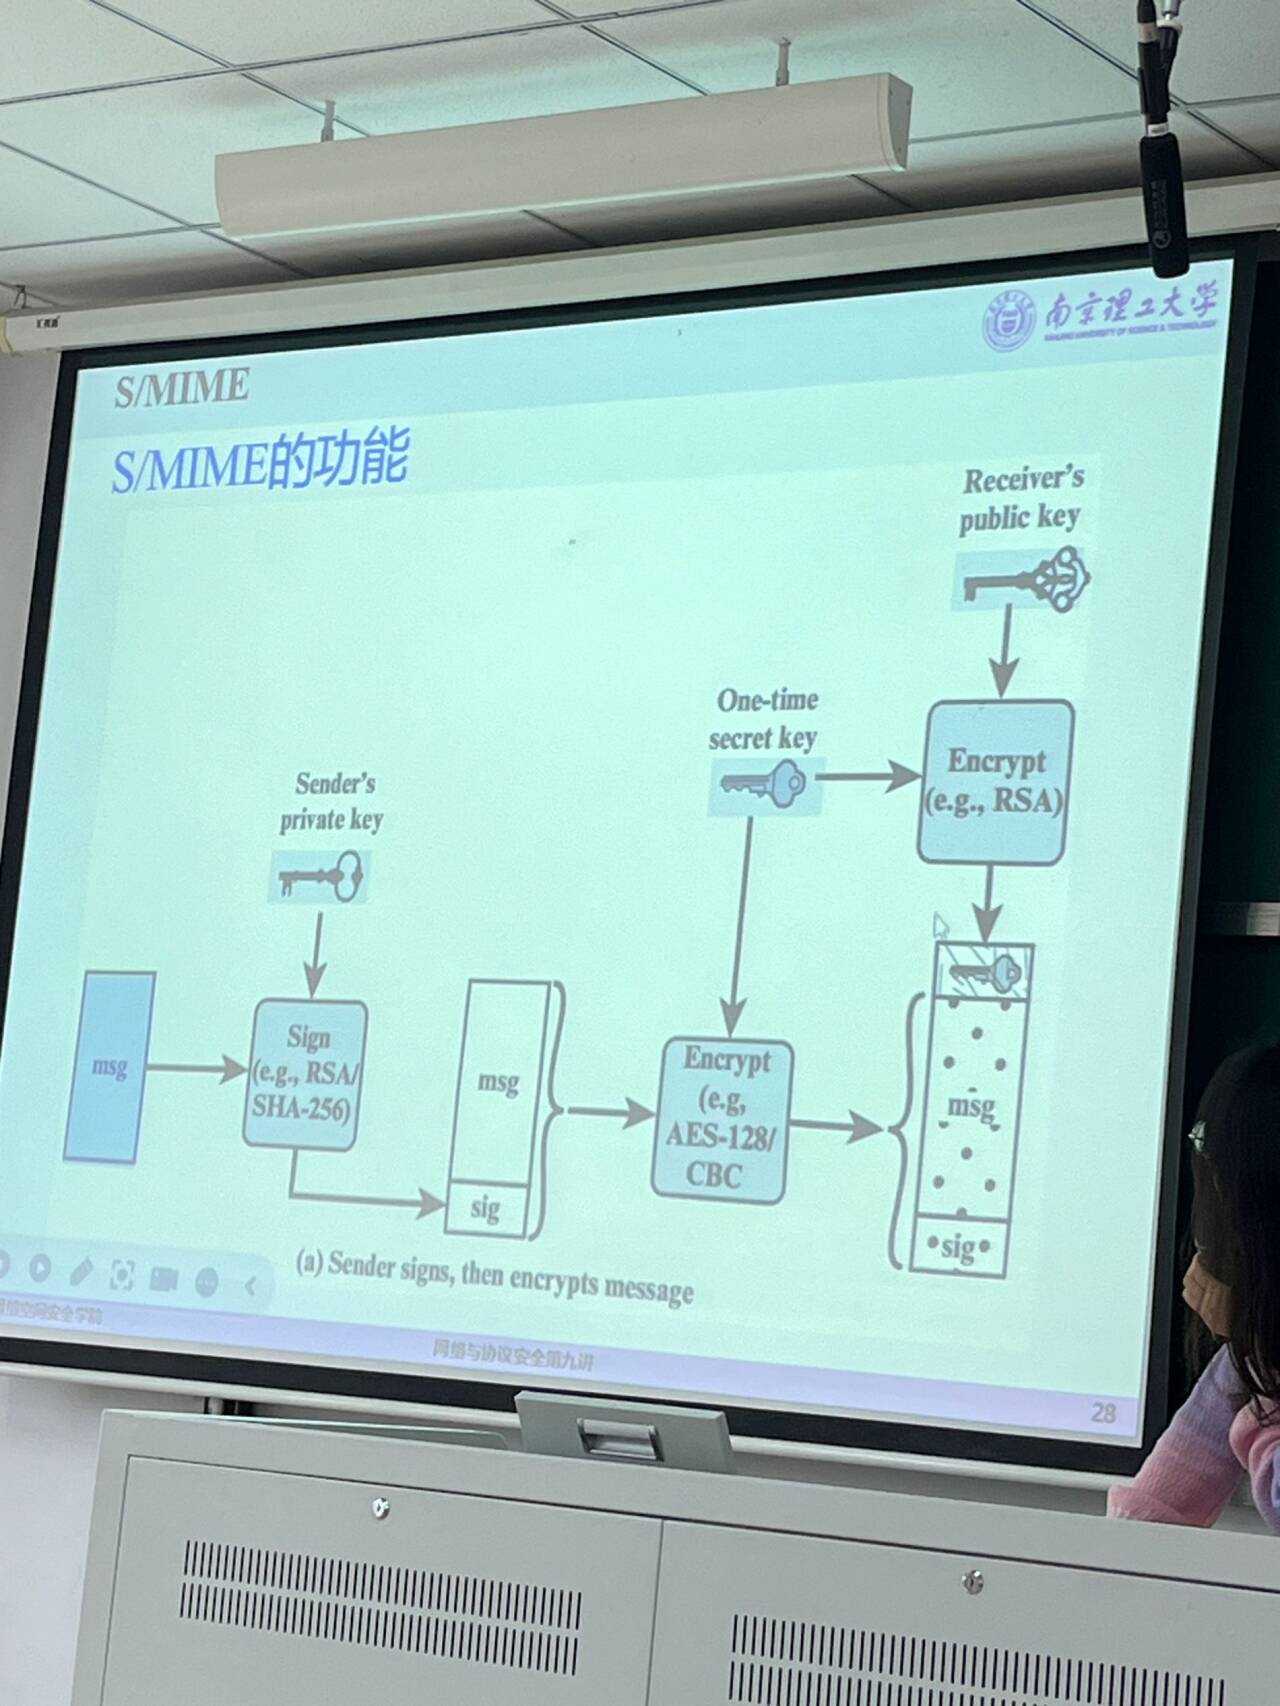 南京理工大学
NANJING UNIVERSITY OF SCIENCE & TECHNOLOGY
S/MIME
S/MIME的功能
Receiver's
public key
One-time
secret key
Encrypt
(e.g., RSA)
Sender's
private key
msg
Sign
(e.g., RSA/
SHA-256)
msg
sig
Encrypt
(e.g,
AES-128/
CBC
msg
sig
(a) Sender signs, then encrypts message
空间安全学院
网络与协议安全第九讲
28